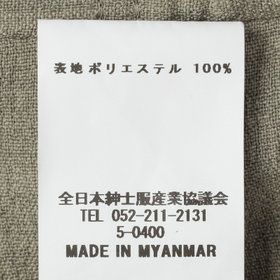 表地 ポリエステル 100%
全日本紳士服産業協議会
TEL 052-211-2131
5-0400
MADE IN MYANMAR